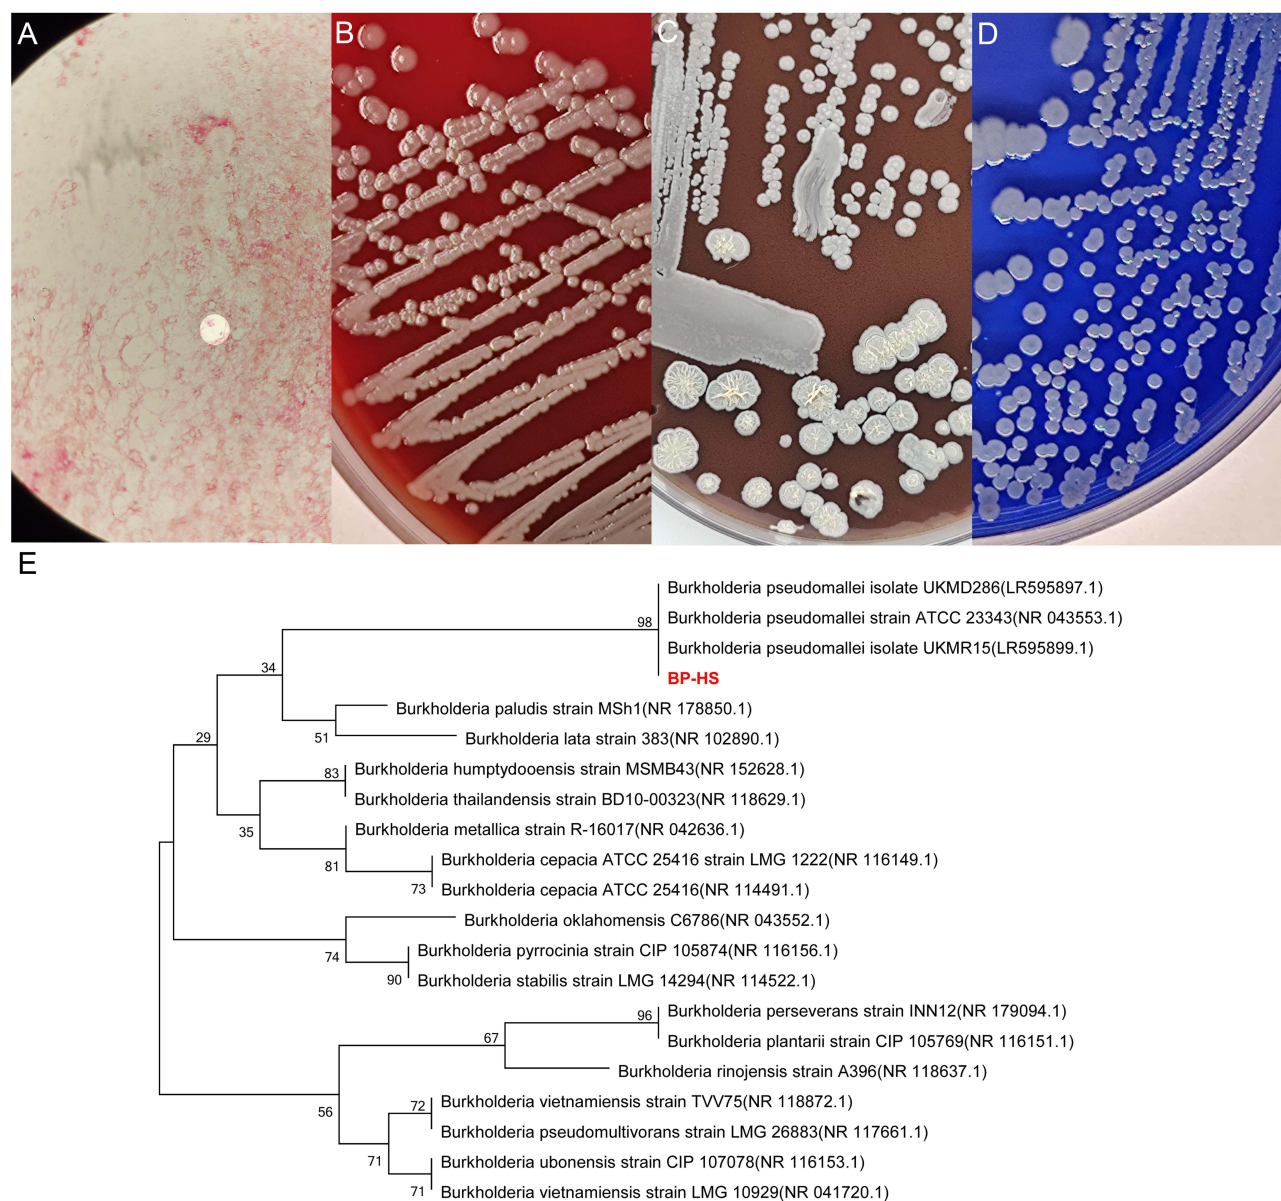 A
B
C
D
E
Burkholderia pseudomallei isolate UKMD286(LR595897.1)
Burkholderia pseudomallei strain ATCC 23343(NR 043553.1)
98
Burkholderia pseudomallei isolate UKMR15(LR595899.1)
BP-HS
34
Burkholderia paludis strain MSh1(NR 178850.1)
51
Burkholderia lata strain 383(NR 102890.1)
29
Burkholderia humptydooensis strain MSMB43(NR 152628.1)
83
Burkholderia thailandensis strain BD10-00323(NR 118629.1)
35
Burkholderia metallica strain R-16017(NR 042636.1)
81
Burkholderia cepacia ATCC 25416 strain LMG 1222(NR 116149.1)
73
Burkholderia cepacia ATCC 25416(NR 114491.1)
Burkholderia oklahomensis C6786(NR 043552.1)
74
Burkholderia pyrrocinia strain CIP 105874(NR 116156.1)
90
Burkholderia stabilis strain LMG 14294(NR 114522.1)
Burkholderia perseverans strain INN12(NR 179094.1)
96
67
Burkholderia plantarii strain CIP 105769(NR 116151.1)
Burkholderia rinojensis strain A396(NR 118637.1)
56
Burkholderia vietnamiensis strain TVV75(NR 118872.1)
72
Burkholderia pseudomultivorans strain LMG 26883(NR 117661.1)
71
Burkholderia ubonensis strain CIP 107078(NR 116153.1)
71
Burkholderia vietnamiensis strain LMG 10929(NR 041720.1)